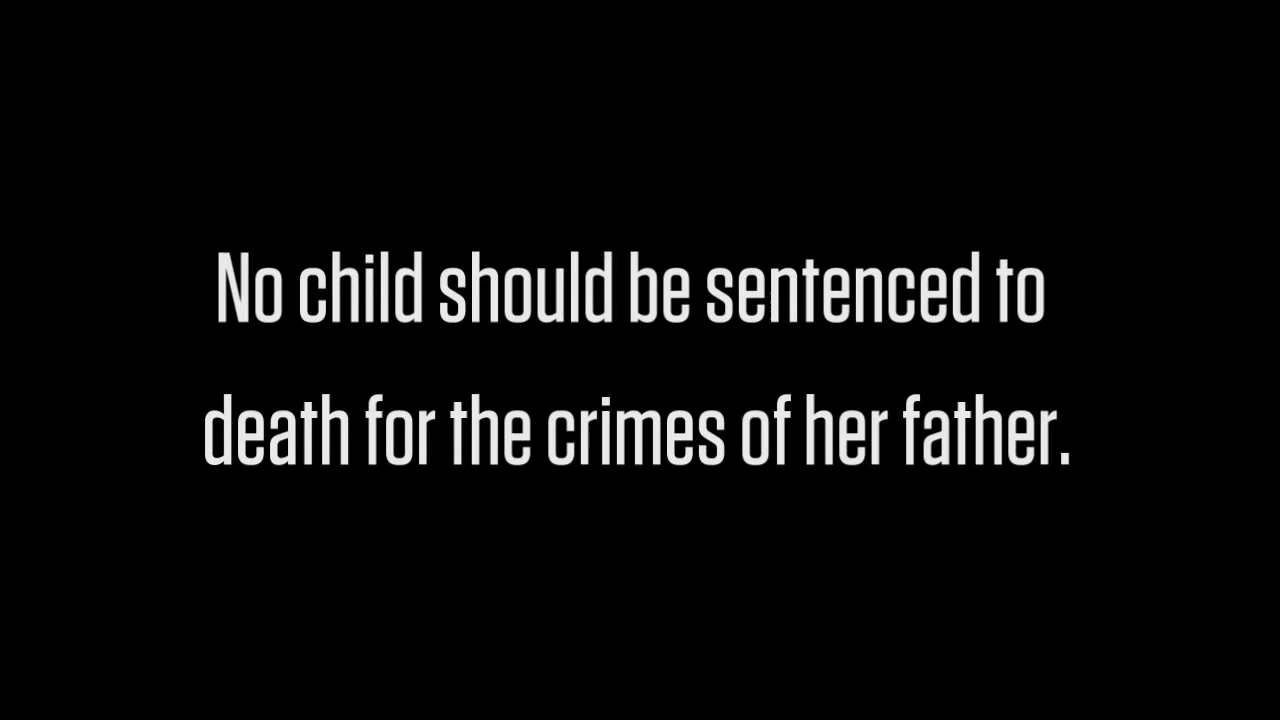 No child should be sentenced to
death for the crimes of her father.